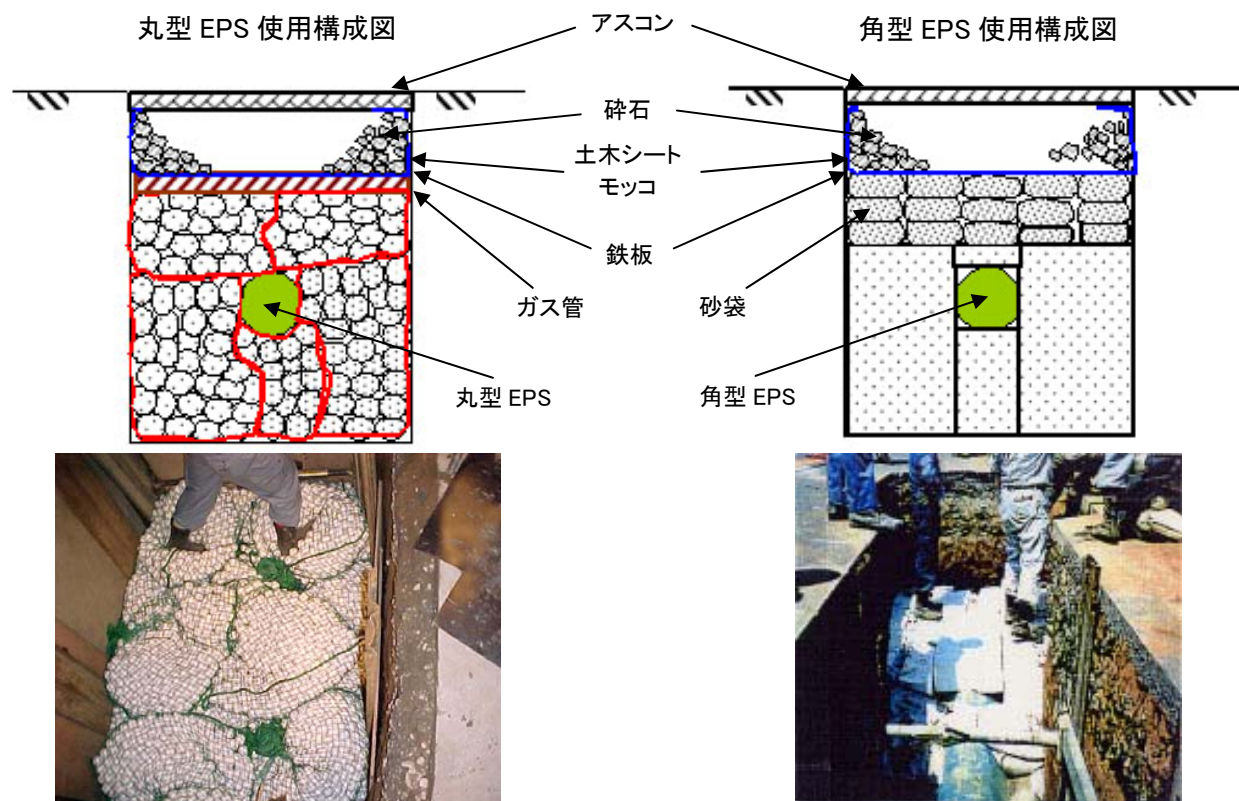 丸型 EPS 使用構成図
アスコン
角型 EPS 使用構成図
砕石
土木シート
モッコ
鉄板
ガス管
砂袋
丸型 EPS
角型 EPS